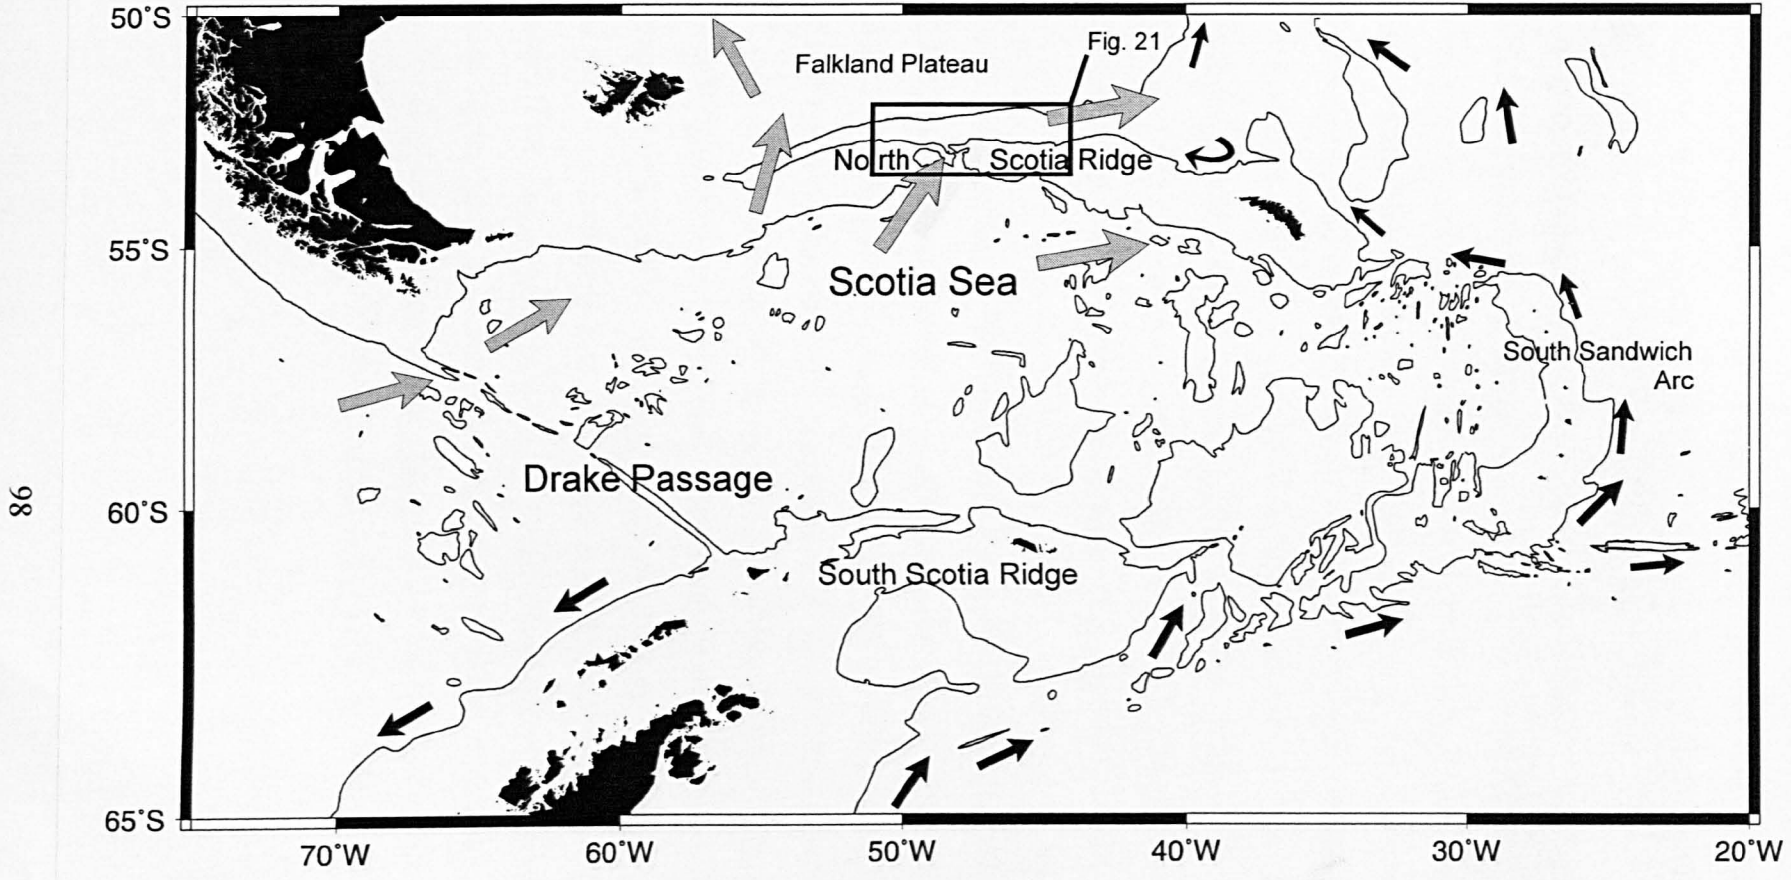 50°S
Falkland Plateau
Fig. 21
North Scotia Ridge
55°S
Scotia Sea
South Sandwich
Arc
Drake Passage
60°S
South Scotia Ridge
65°S
70°W 60°W 50°W 40°W 30°W 20°W
86